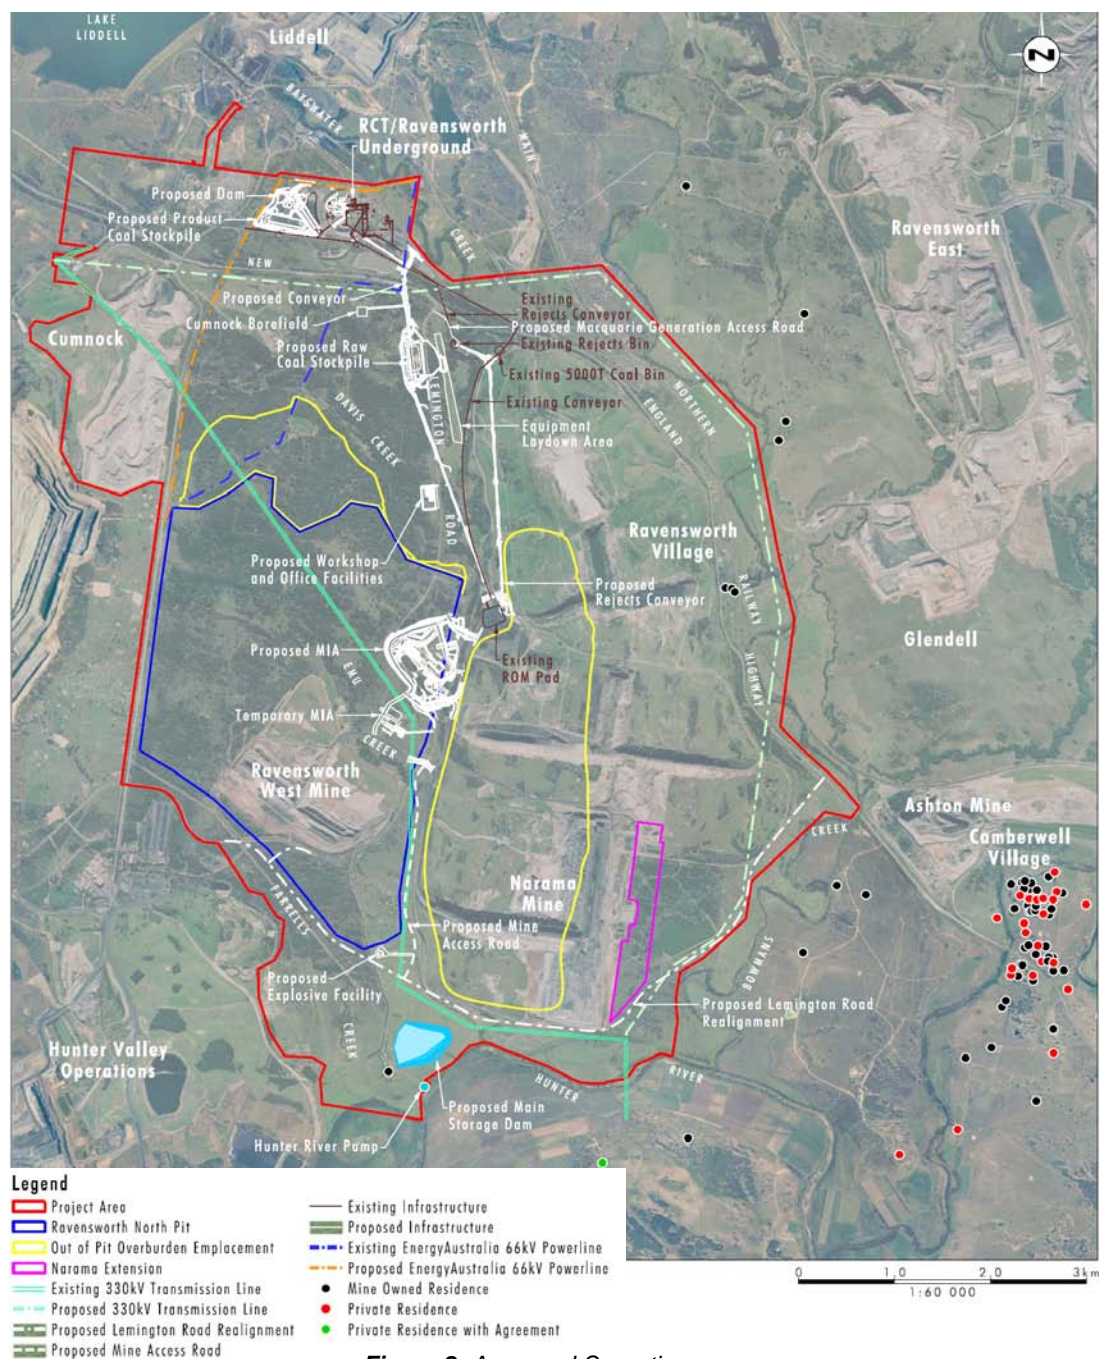 LAKE
LIDDELL
Liddell
BAYSWATER
RCT/Ravensworth
Underground
MAIN
Proposed Dam
Proposed Product
Coal Stockpile
CREEK
Ravensworth
East
NEW
Proposed Conveyor
Existing
Rejects Conveyor
Cumnock Borefield
Proposed Macquarie Generation Access Road
Cumnock
Proposed Raw
Coal Stockpile
Existing Rejects Bin
Existing 5000T Coal Bin
LEMINGTON
NORTHERN
DAVIS
CREEK
Existing Conveyor
ENGLAND
Equipment
Laydown Area
ROAD
Ravensworth
Village
Proposed Workshop
and Office Facilities
Proposed
Rejects Conveyor
RAILWAY
Glendell
Proposed MIA
EMU
Existing
ROM Pad
HIGHWAY
Temporary MIA
CREEK
Ravensworth
West Mine
Ashton Mine
CREEK
Camberwell
Village
Narama
Mine
FARRELLS
Proposed Mine
Access Road
BOWMANS
Proposed
Explosive Facility
Proposed Lemington Road
Realignment
CREEK
Hunter Valley
Operations
HUNTER
RIVER
Proposed Main
Storage Dam
Hunter River Pump
Legend
Project Area
Ravensworth North Pit
Out of Pit Overburden Emplacement
Narama Extension
Existing 330kV Transmission Line
Proposed 330kV Transmission Line
Proposed Lemington Road Realignment
Proposed Mine Access Road
Existing Infrastructure
Proposed Infrastructure
Existing EnergyAustralia 66kV Powerline
Proposed EnergyAustralia 66kV Powerline
Mine Owned Residence
Private Residence
Private Residence with Agreement
N
0 1,0 2,0 3km
1:60 000